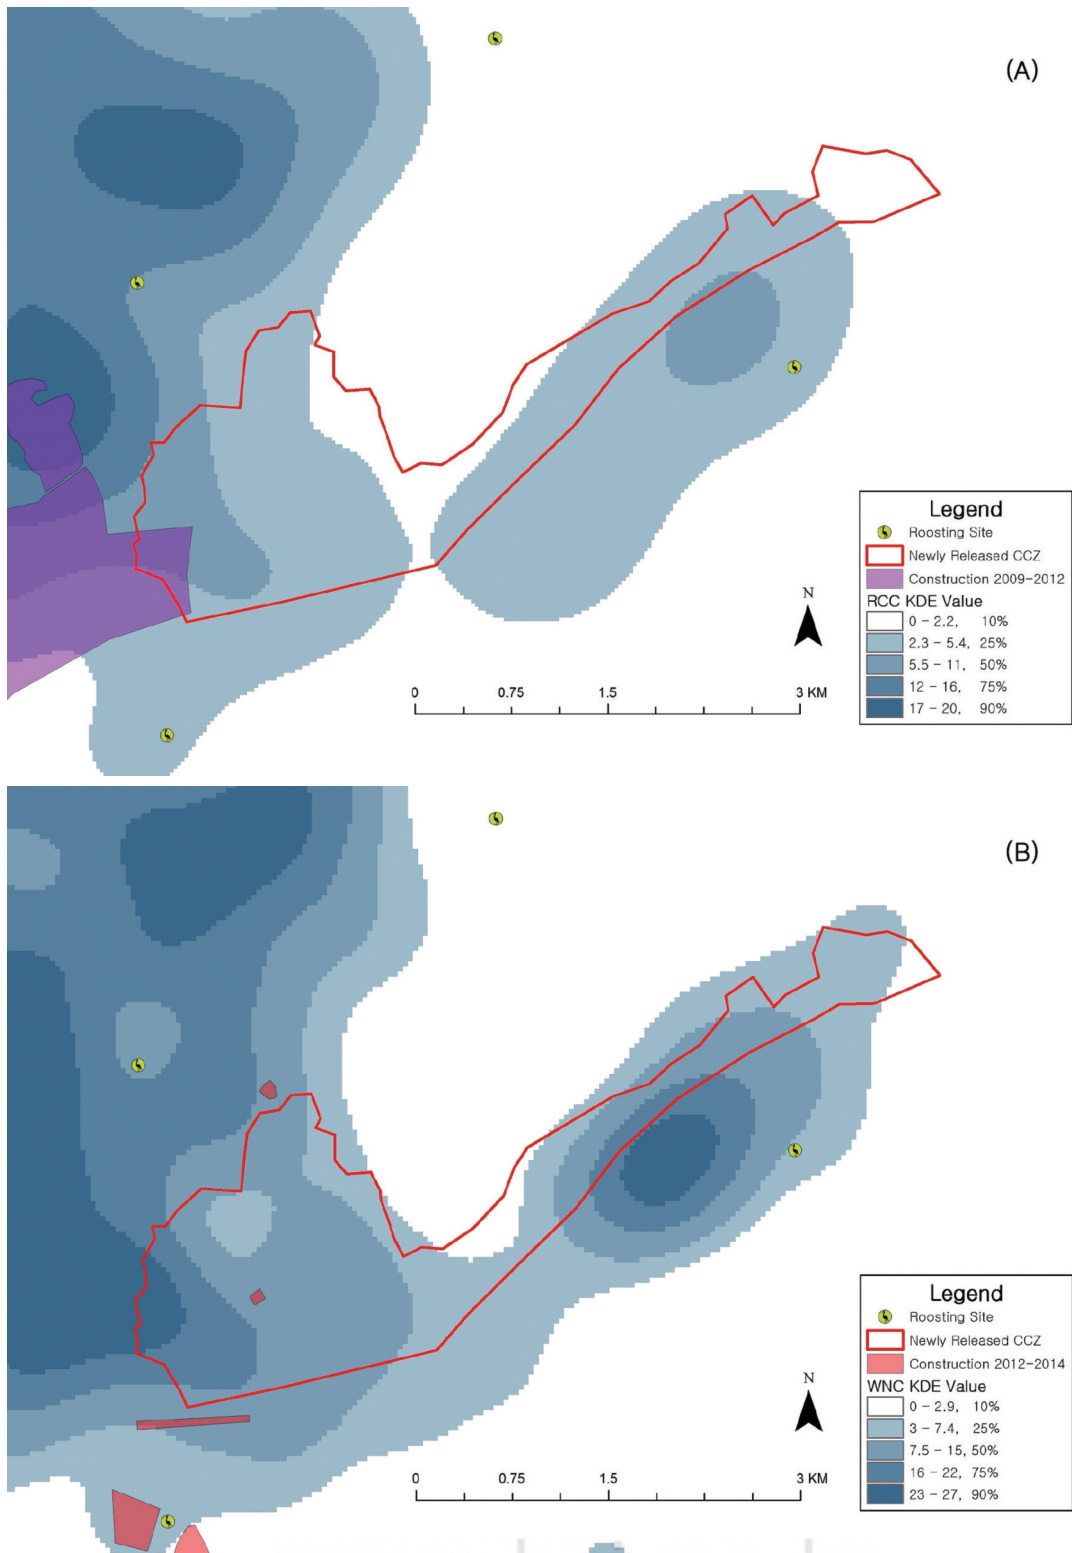 (A)
Legend
Roosting Site
Newly Released CCZ
Construction 2009-2012
RCC KDE Value
0 - 2.2, 10%
2.3 - 5.4, 25%
5.5 - 11, 50%
12 - 16, 75%
17 - 20, 90%
N
0 0.75 1.5 3 KM
(B)
Legend
Roosting Site
Newly Released CCZ
Construction 2012-2014
WNC KDE Value
0 - 2.9, 10%
3 - 7.4, 25%
7.5 - 15, 50%
16 - 22, 75%
23 - 27, 90%
N
0 0.75 1.5 3 KM